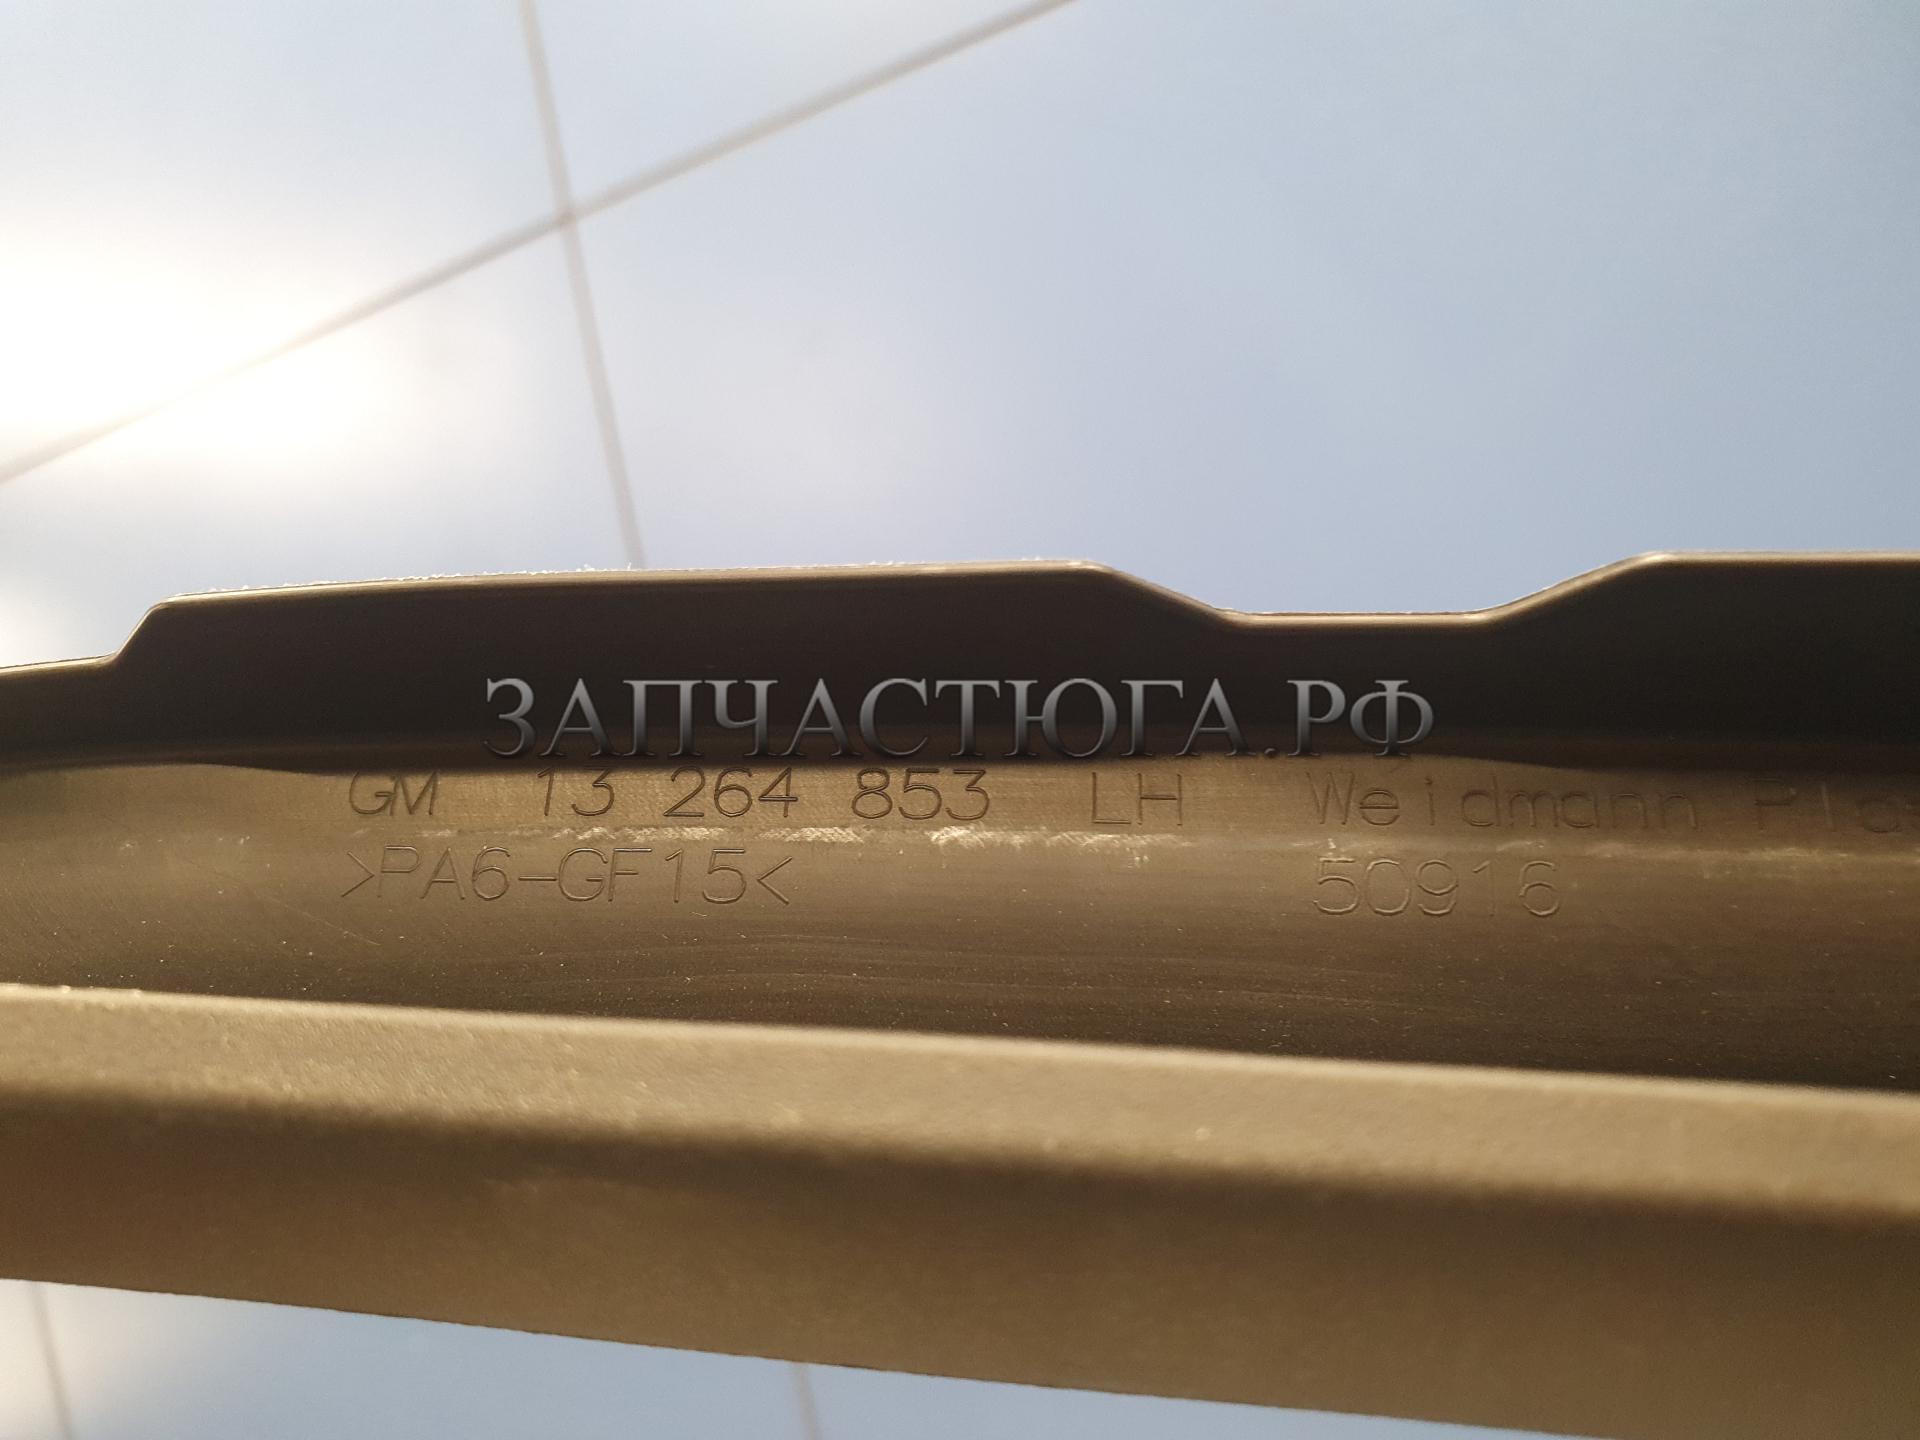 ЗАПЧАСТЮГА.РФ
GM 13 264 853 LH Weidmann
>PA6-GF15< 50916